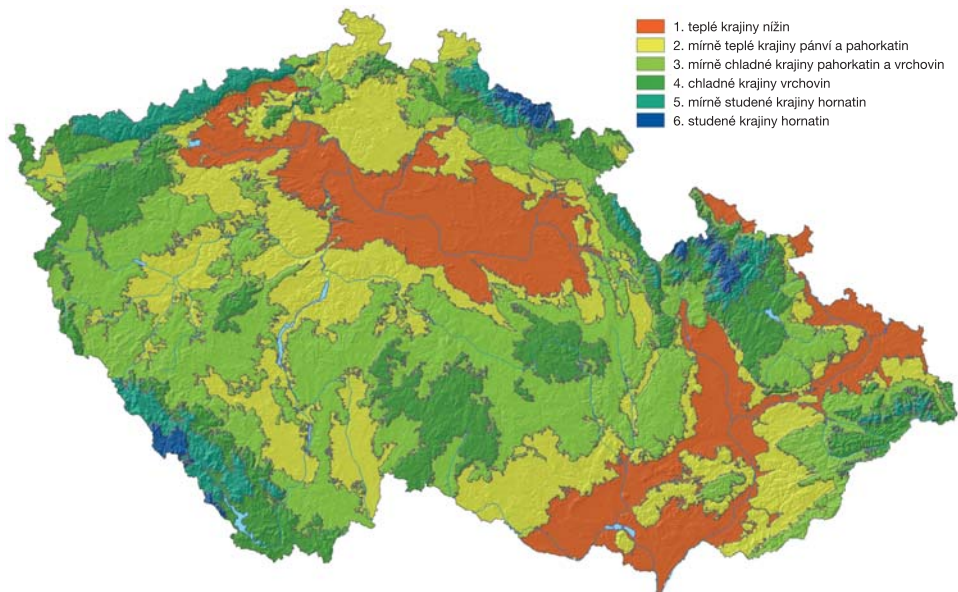 1. teplé krajiny nížin
2. mírně teplé krajiny pánví a pahorkatin
3. mírně chladné krajiny pahorkatin a vrchovin
4. chladné krajiny vrchovin
5. mírně studené krajiny hornatin
6. studené krajiny hornatin